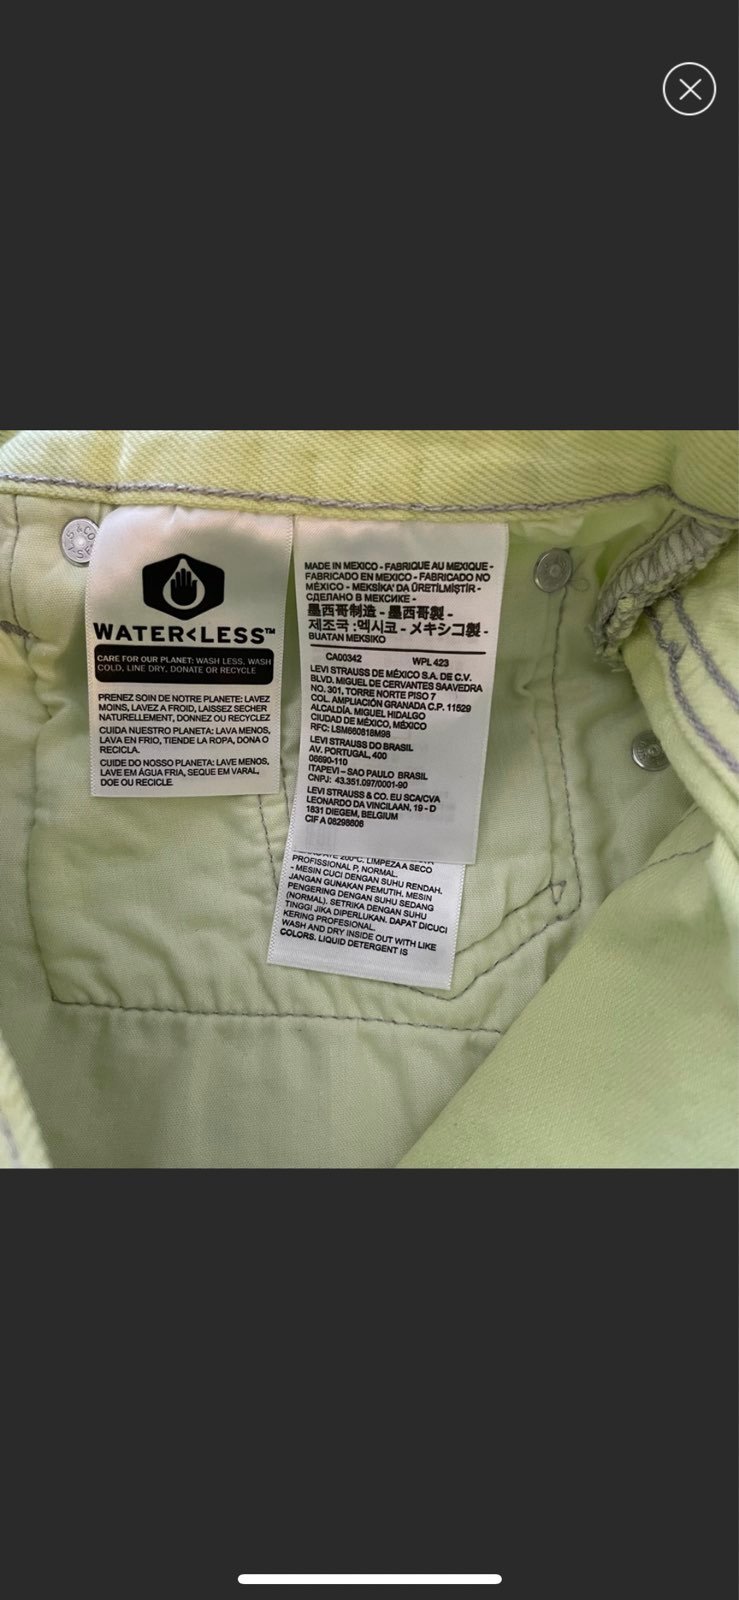 WATER<LESS™
CARE FOR OUR PLANET: WASH LESS, WASH
COLD, LINE DRY, DONATE OR RECYCLE
PRENEZ SOIN DE NOTRE PLANETE: LAVEZ
MOINS, LAVEZ A FROID, LAISSEZ SECHER
NATURELLEMENT, DONNEZ OU RECYCLEZ
CUIDA NUESTRO PLANETA: LAVA MENOS,
LAVA EN FRIO, TIENDE LA ROPA, DONA O
RECICLA.
CUIDE DO NOSSO PLANETA: LAVE MENOS,
LAVE EM ÁGUA FRIA, SEQUE EM VARAL,
DOE OU RECICLE.
MADE IN MEXICO - FABRIQUE AU MEXIQUE -
FABRICADO EN MEXICO - FABRICADO NO
MÉXICO - MEKSİKA' DA ÜRETİLMİŞTİR -
СДЕЛАНО В МЕКСИКЕ -
墨西哥制造 - 墨西哥製 -
제조국 :멕시코 - メキシコ製 -
BUATAN MEKSIKO
CA00342 WPL 423
LEVI STRAUSS DE MÉXICO S.A. DE C.V.
BLVD. MIGUEL DE CERVANTES SAAVEDRA
NO. 301, TORRE NORTE PISO 7
COL. AMPLIACIÓN GRANADA C.P. 11529
ALCALDÍA. MIGUEL HIDALGO
CIUDAD DE MÉXICO, MÉXICO
RFC: LSM660818M98
LEVI STRAUSS DO BRASIL
AV. PORTUGAL, 400
06690-110
ITAPEVI – SAO PAULO BRASIL
CNPJ: 43.351.097/0001-90
LEVI STRAUSS & CO. EU SCA/CVA
LEONARDO DA VINCILAAN, 19 - D
1831 DIEGEM, BELGIUM
CIF A 08298606
200°C. LIMPEZA A SECO
PROFISSIONAL P, NORMAL.
- MESIN CUCI DENGAN SUHU RENDAH.
JANGAN GUNAKAN PEMUTIH. MESIN
PENGERING DENGAN SUHU SEDANG
(NORMAL). SETRIKA DENGAN SUHU
TINGGI JIKA DIPERLUKAN. DAPAT DICUCI
KERING PROFESIONAL.
WASH AND DRY INSIDE OUT WITH LIKE
COLORS. LIQUID DETERGENT IS